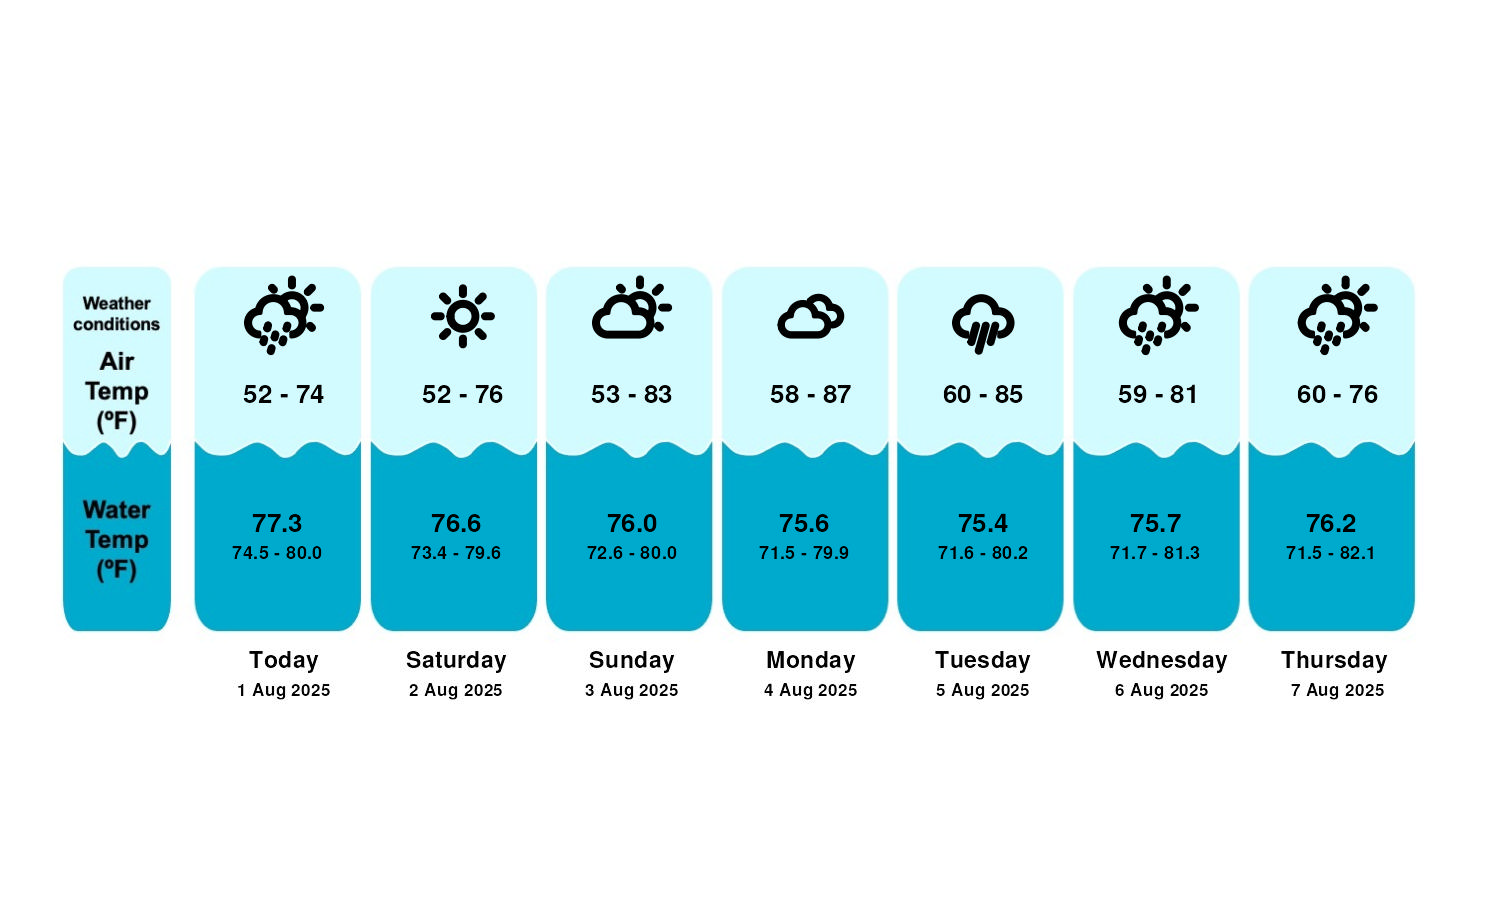 Weather
conditions
Air
Temp
(ºF)
Water
Temp
(ºF)
52 - 74
77.3
74.5 - 80.0
Today
1 Aug 2025
52 - 76
76.6
73.4 - 79.6
Saturday
2 Aug 2025
53 - 83
76.0
72.6 - 80.0
Sunday
3 Aug 2025
58 - 87
75.6
71.5 - 79.9
Monday
4 Aug 2025
60 - 85
75.4
71.6 - 80.2
Tuesday
5 Aug 2025
59 - 81
75.7
71.7 - 81.3
Wednesday
6 Aug 2025
60 - 76
76.2
71.5 - 82.1
Thursday
7 Aug 2025